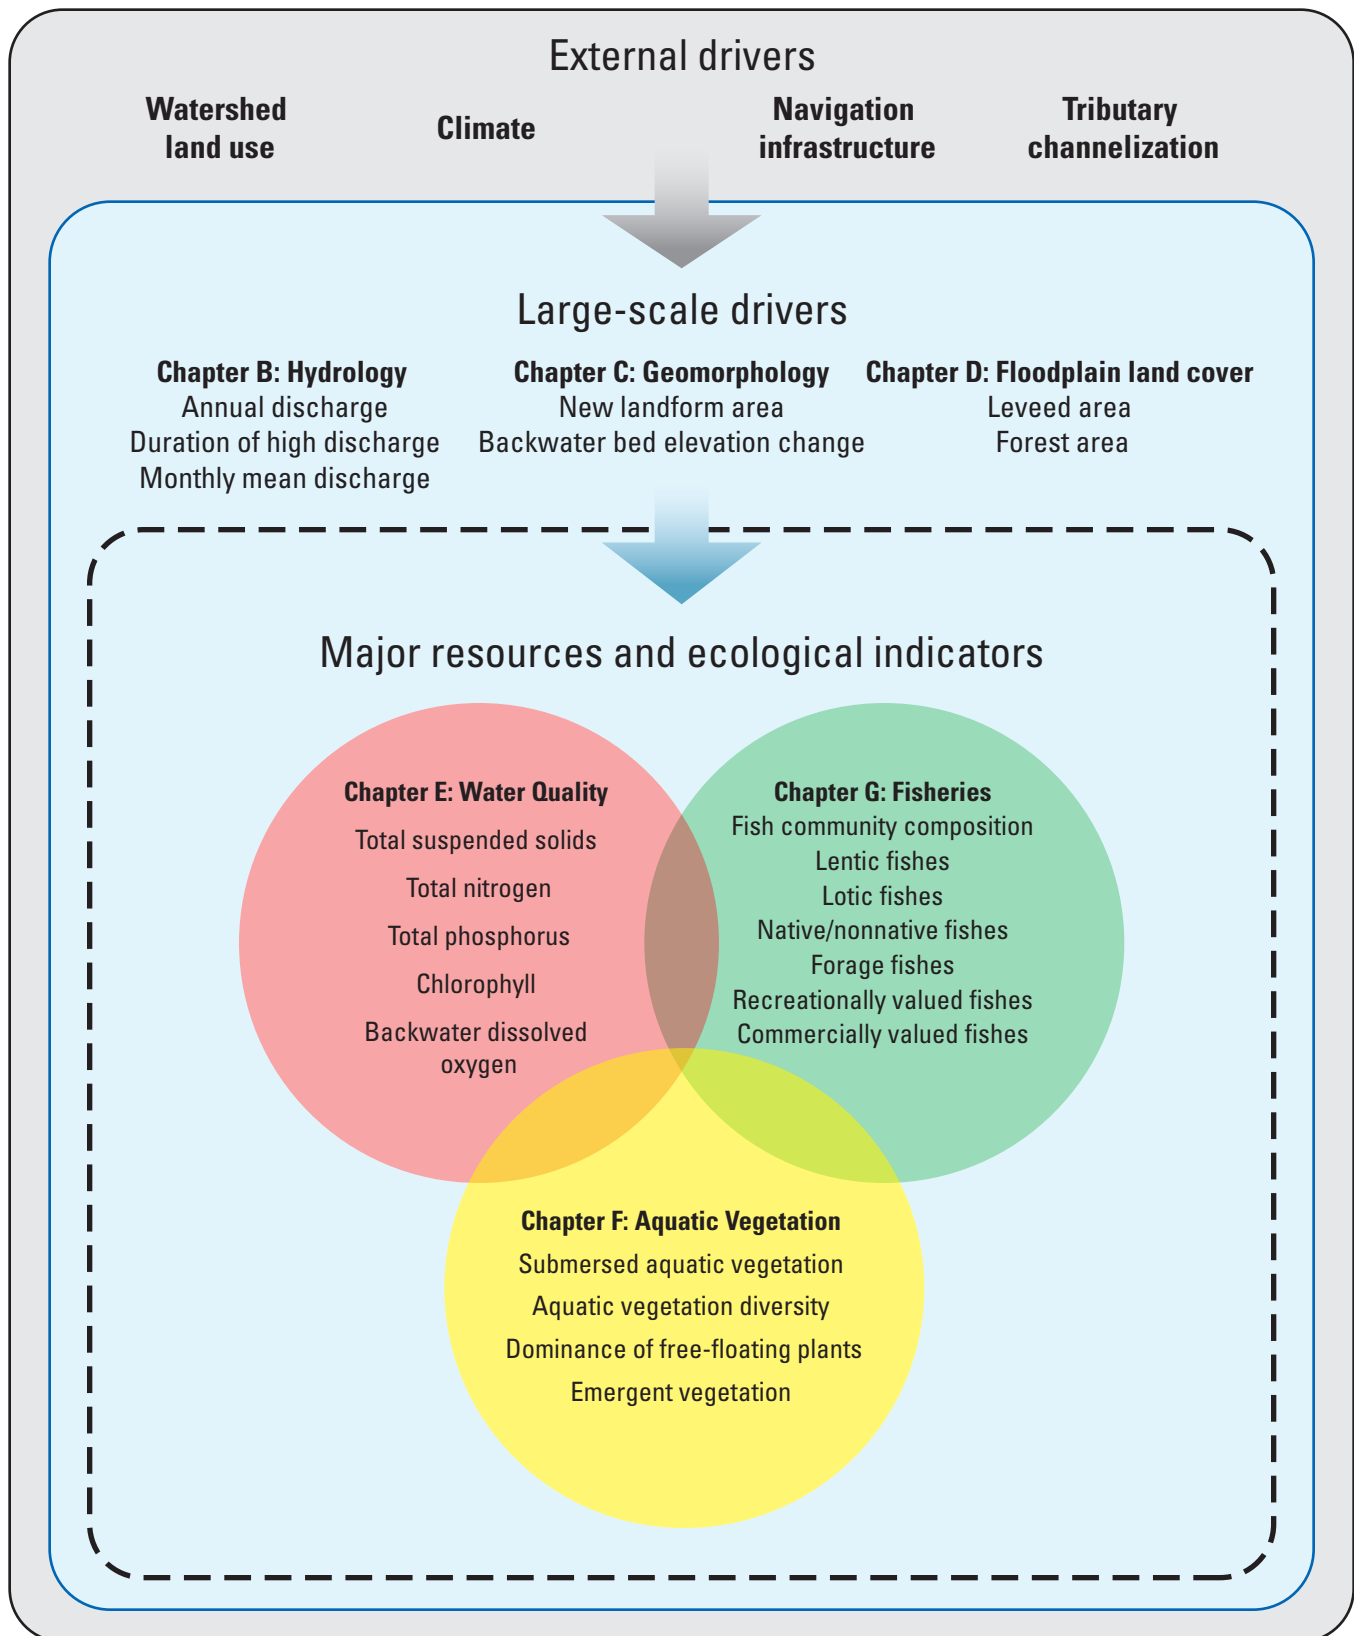 External drivers
Watershed
land use
Climate
Navigation
infrastructure
Tributary
channelization
Large-scale drivers
Chapter B: Hydrology
Annual discharge
Duration of high discharge
Monthly mean discharge
Chapter C: Geomorphology
New landform area
Backwater bed elevation change
Chapter D: Floodplain land cover
Leveed area
Forest area
Major resources and ecological indicators
Chapter E: Water Quality
Total suspended solids
Total nitrogen
Total phosphorus
Chlorophyll
Backwater dissolved
oxygen
Chapter G: Fisheries
Fish community composition
Lentic fishes
Lotic fishes
Native/nonnative fishes
Forage fishes
Recreationally valued fishes
Commercially valued fishes
Chapter F: Aquatic Vegetation
Submersed aquatic vegetation
Aquatic vegetation diversity
Dominance of free-floating plants
Emergent vegetation